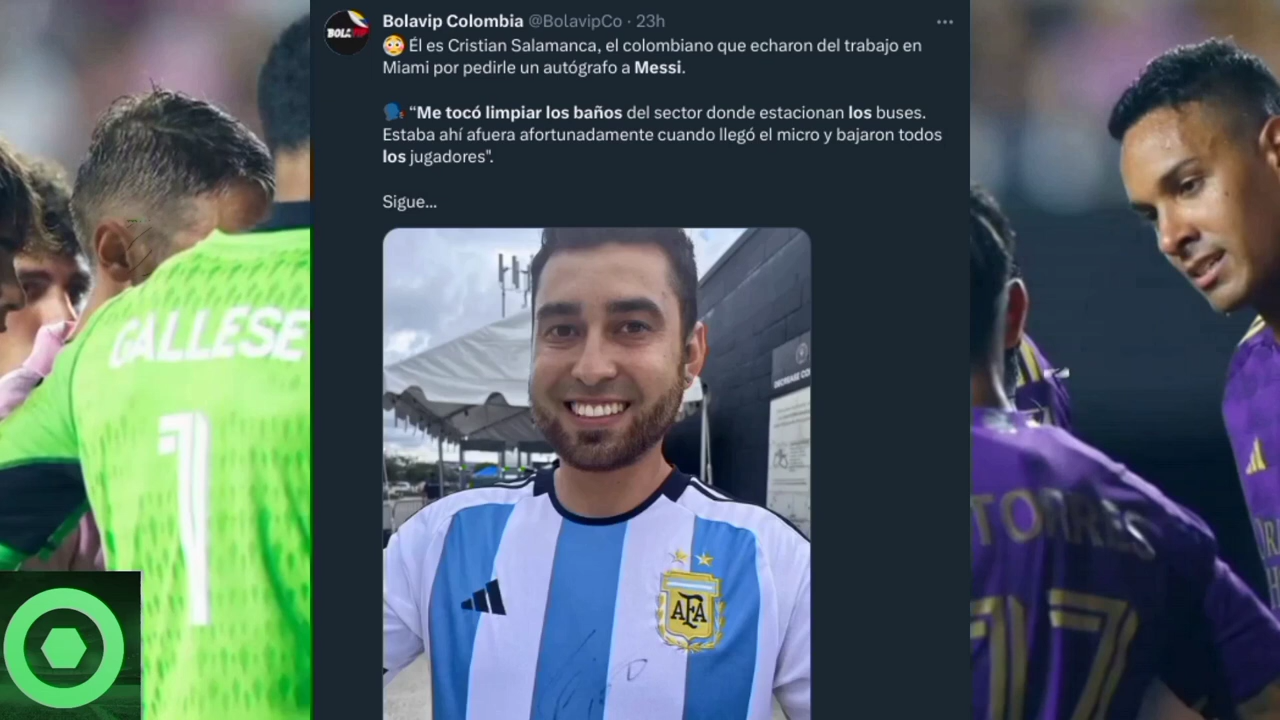 Bolavip Colombia @BolavipCo · 23h
😳 Él es Cristian Salamanca, el colombiano que echaron del trabajo en
Miami por pedirle un autógrafo a Messi.
🗣️ “Me tocó limpiar los baños del sector donde estacionan los buses.
Estaba ahí afuera afortunadamente cuando llegó el micro y bajaron todos
los jugadores".
Sigue...
BOLAVIP
GALLESE
1
AFA
TORRES
17